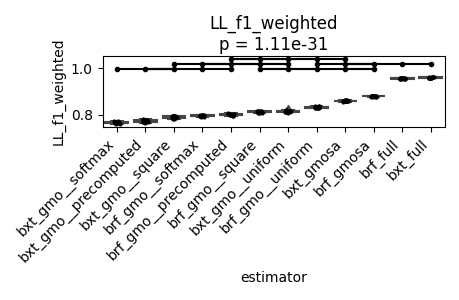 LL_f1_weighted
p = 1.11e-31
LL_f1_weighted
1.0
0.8
bxt_gmo__softmax
bxt_gmo__precomputed
bxt_gmo__square
brf_gmo__softmax
brf_gmo__precomputed
brf_gmo__square
bxt_gmo__uniform
brf_gmo__uniform
bxt_gmosa
brf_gmosa
brf_full
bxt_full
estimator